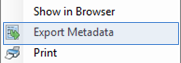 Show in Browser
Export Metadata
Print